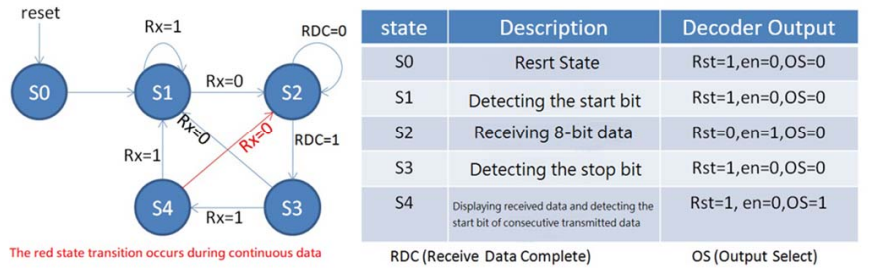 reset
Rx=1
RDC=0
S0
S1
Rx=0
S2
Rx=0
Rx=0
RDC=1
Rx=1
S4
Rx=1
S3
The red state transition occurs during continuous data
state Description Decoder Output
S0 Resrt State Rst=1,en=0,OS=0
S1 Detecting the start bit Rst=1,en=0,OS=0
S2 Receiving 8-bit data Rst=0,en=1,OS=0
S3 Detecting the stop bit Rst=1,en=0,OS=0
S4 Displaying received data and detecting the Rst=1, en=0,OS=1
start bit of consecutive transmitted data
RDC (Receive Data Complete) OS (Output Select)